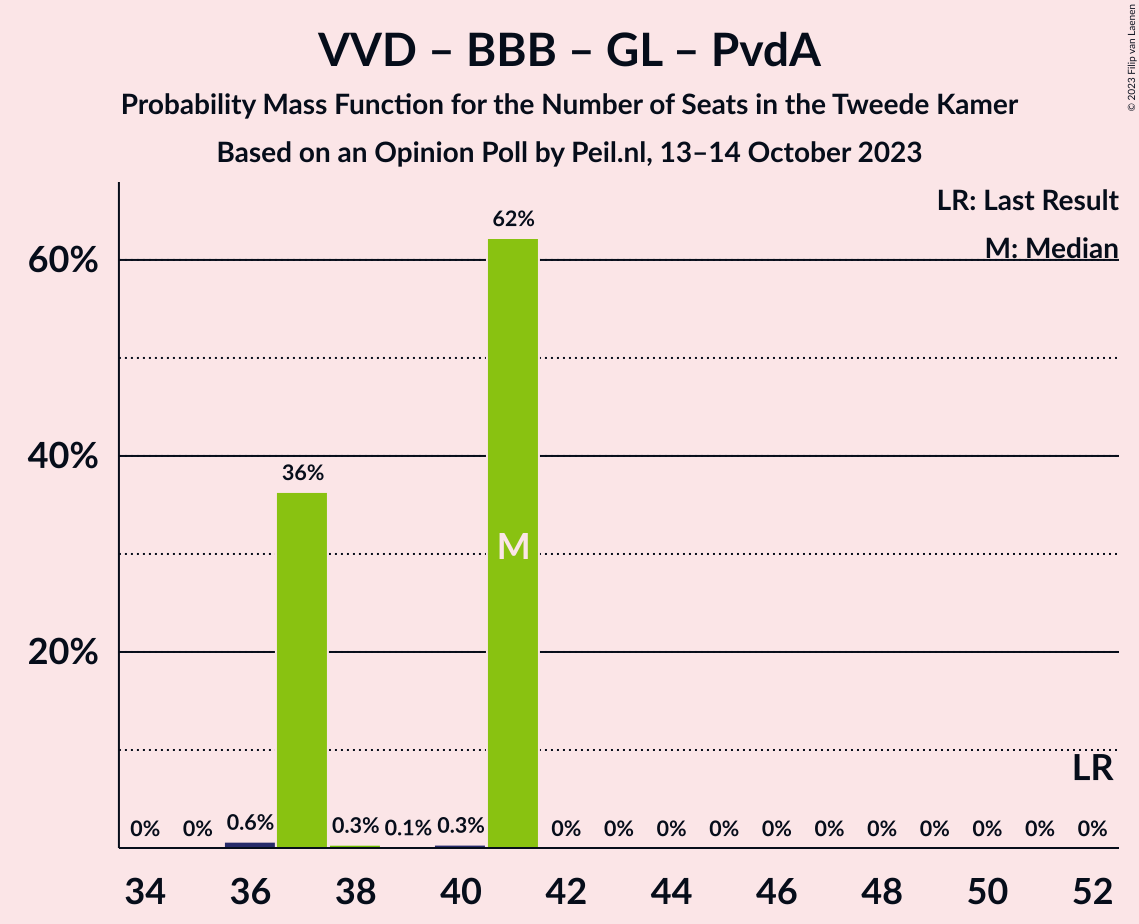 VVD – BBB – GL – PvdA
Probability Mass Function for the Number of Seats in the Tweede Kamer
Based on an Opinion Poll by Peil.nl, 13–14 October 2023
© 2023 Filip van Laenen
LR: Last Result
M: Median
60%
40%
20%
0% 0% 0.6% 36% 0.3% 0.1% 0.3% 62% 0% 0% 0% 0% 0% 0% 0% 0% 0% 0% 0%
M
LR
34 36 38 40 42 44 46 48 50 52